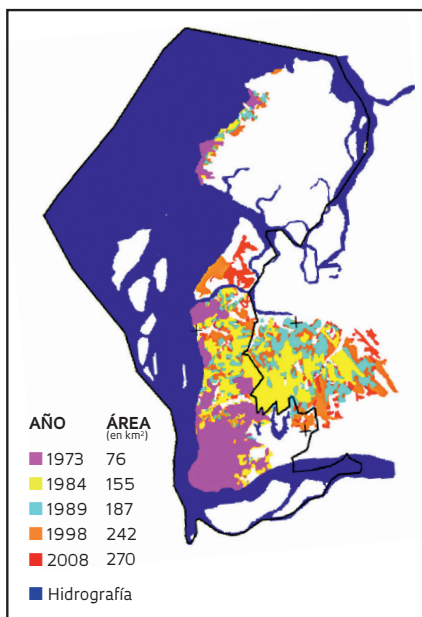 AÑO ÁREA
(en km²)
1973 76
1984 155
1989 187
1998 242
2008 270
Hidrografía